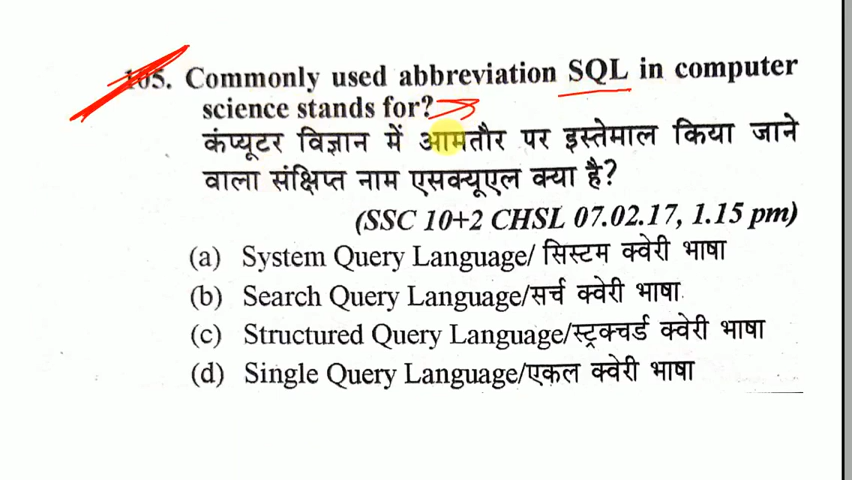 105. Commonly used abbreviation SQL in computer
science stands for?
कंप्यूटर विज्ञान में आमतौर पर इस्तेमाल किया जाने
वाला संक्षिप्त नाम एसक्यूएल क्या है?
(SSC 10+2 CHSL 07.02.17, 1.15 pm)
(a) System Query Language/ सिस्टम क्वेरी भाषा
(b) Search Query Language/सर्च क्वेरी भाषा
(c) Structured Query Language/स्ट्रक्चर्ड क्वेरी भाषा
(d) Single Query Language/एकल क्वेरी भाषा